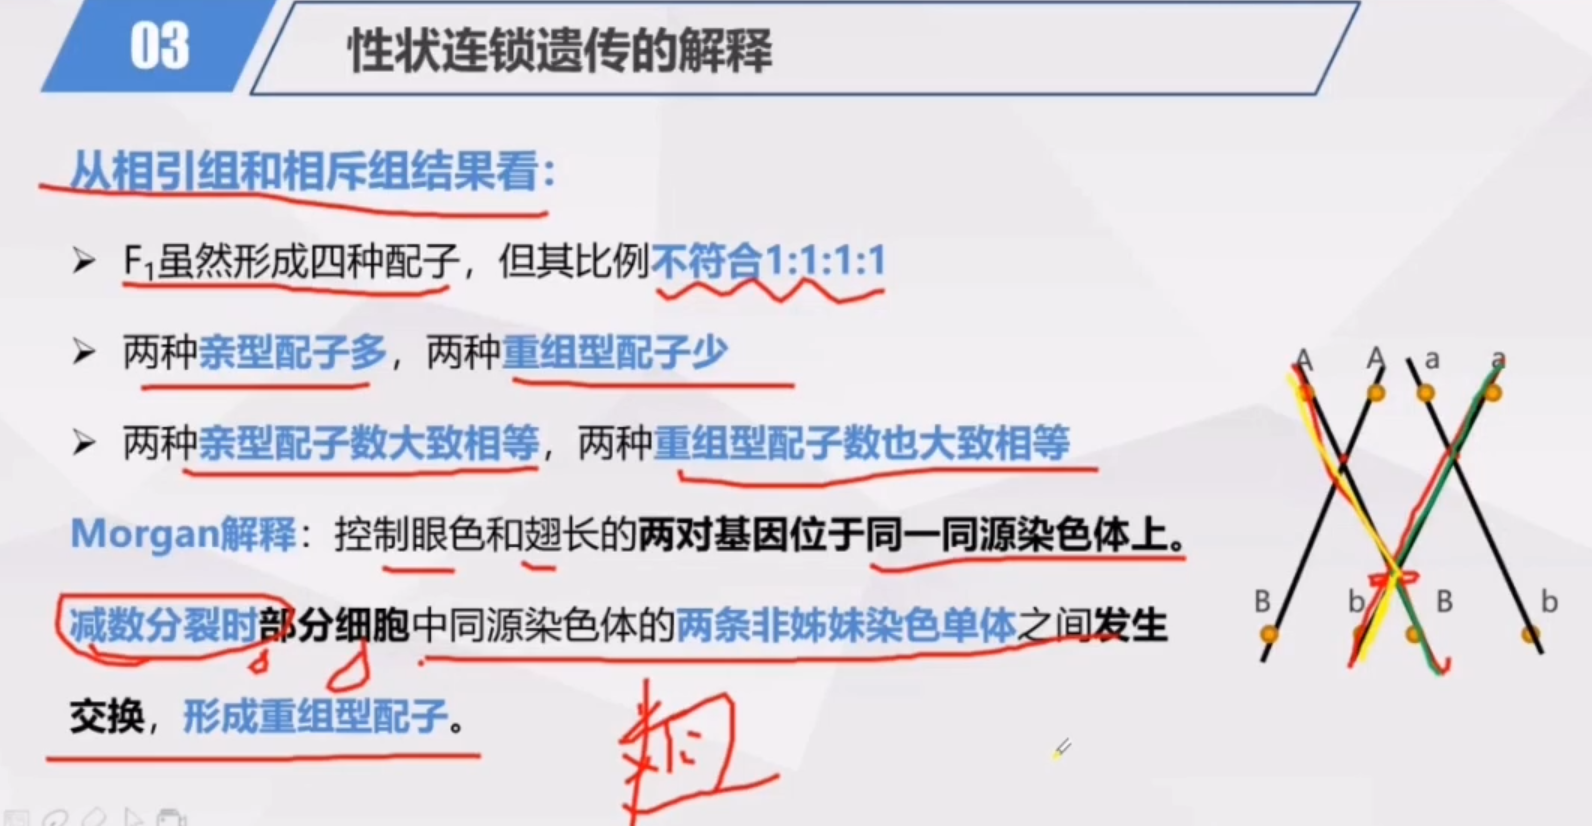 03
性状连锁遗传的解释
从相引组和相斥组结果看：
F₁虽然形成四种配子，但其比例不符合1:1:1:1
两种亲型配子多，两种重组型配子少
两种亲型配子数大致相等，两种重组型配子数也大致相等
Morgan解释：控制眼色和翅长的两对基因位于同一同源染色体上。
减数分裂时部分细胞中同源染色体的两条非姊妹染色单体之间发生
交换，形成重组型配子。
A A a a
B b B b